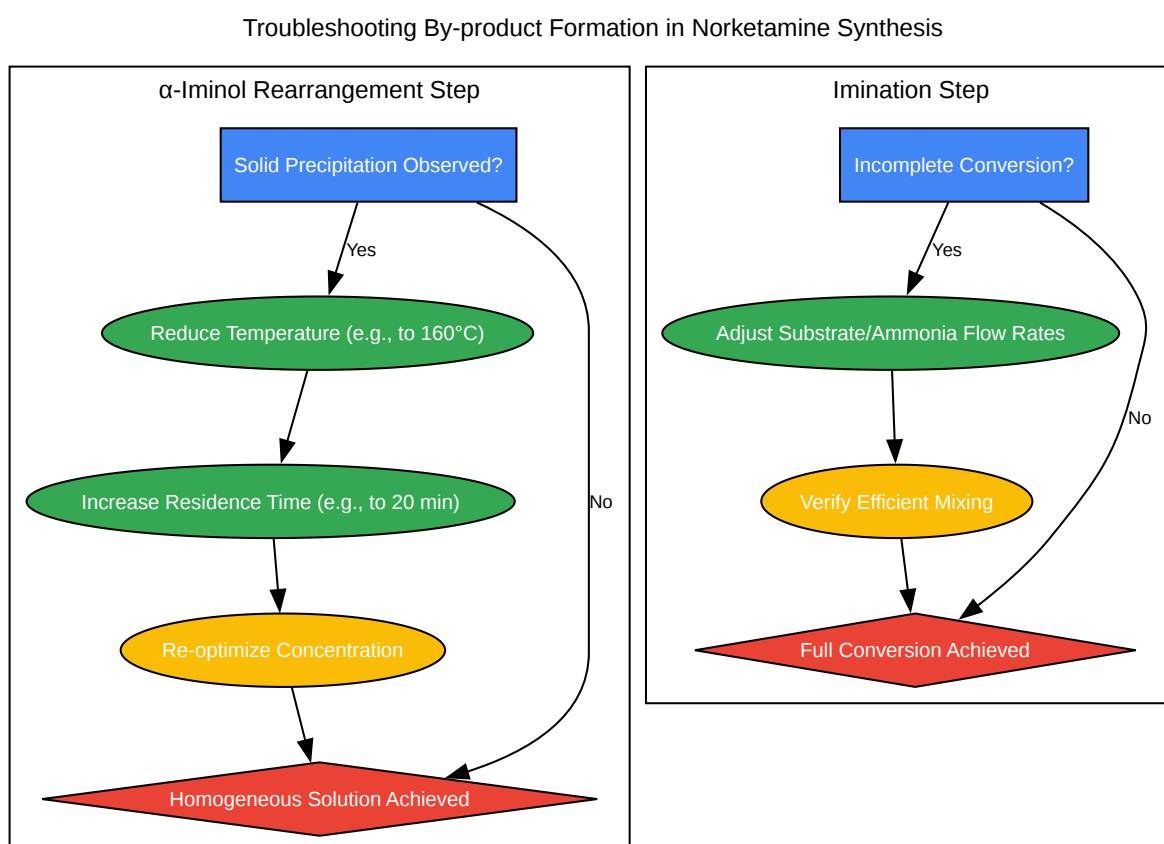 Troubleshooting By-product Formation in Norketamine Synthesis
α-Iminol Rearrangement Step
Solid Precipitation Observed?
Yes
Reduce Temperature (e.g., to 160°C)
Increase Residence Time (e.g., to 20 min)
No
Re-optimize Concentration
Homogeneous Solution Achieved
Imination Step
Incomplete Conversion?
Yes
Adjust Substrate/Ammonia Flow Rates
No
Verify Efficient Mixing
Full Conversion Achieved